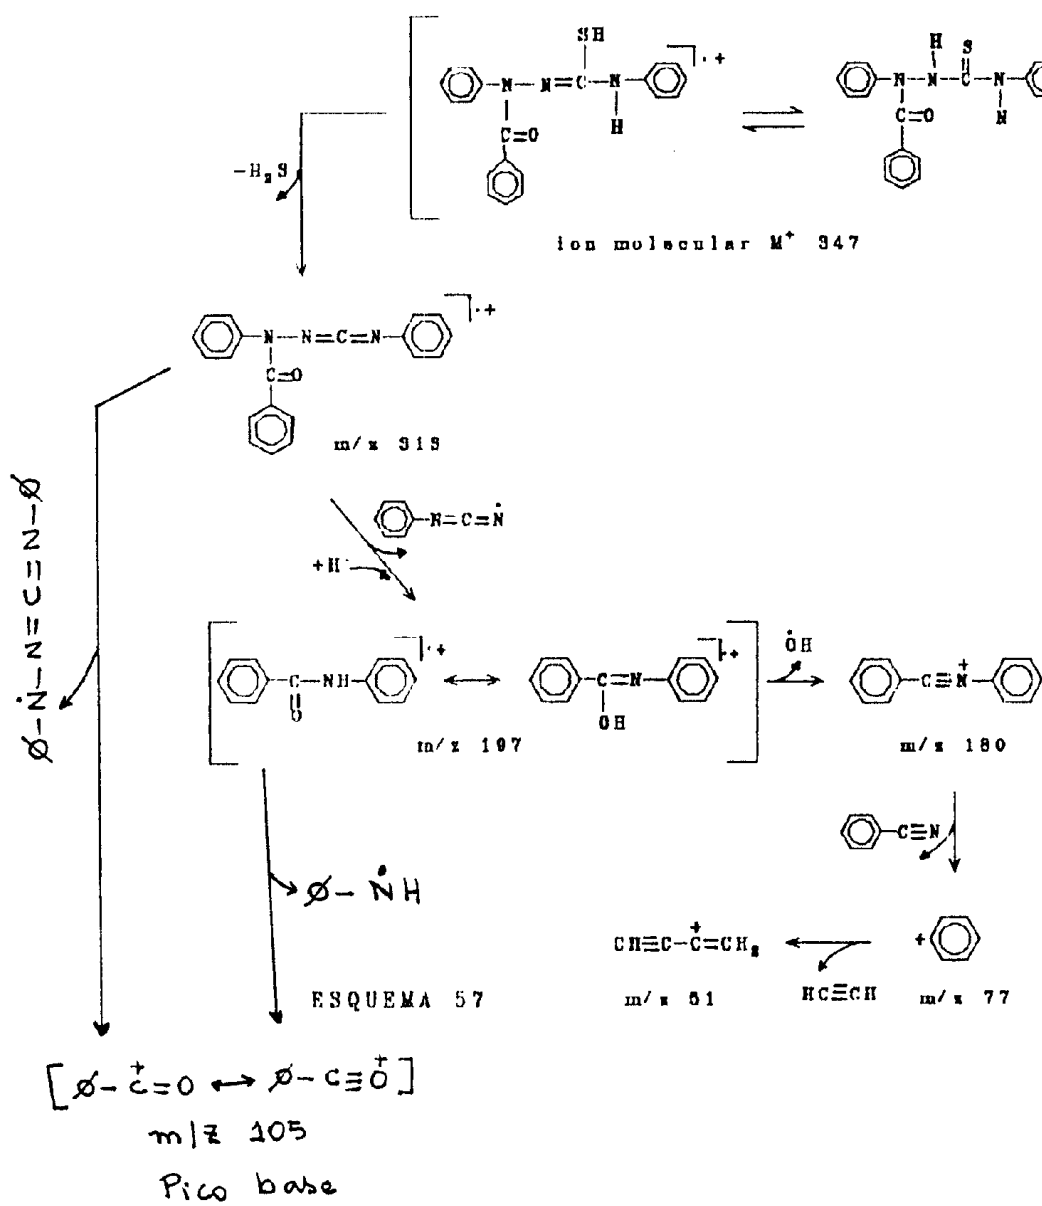 SH
H S
N N=C-N N-N-C-N
H N
C=O C=O
-H₂S
ion molecular M⁺ 347
·+
N-N=C=N
C=O
m/z 313
N=C=Ṅ
+H
Ø-Ṅ-N=C=N-Ø
·+ ·+
C-NH C=N ȮH C≡N⁺
O OH
m/z 197 m/z 180
C≡N
Ø-ṄH
CH≡C-C⁺=CH₂ +
m/z 51 HC≡CH m/z 77
ESQUEMA 57
[Ø-C⁺=O ↔ Ø-C≡O⁺]
m/z 105
Pico base